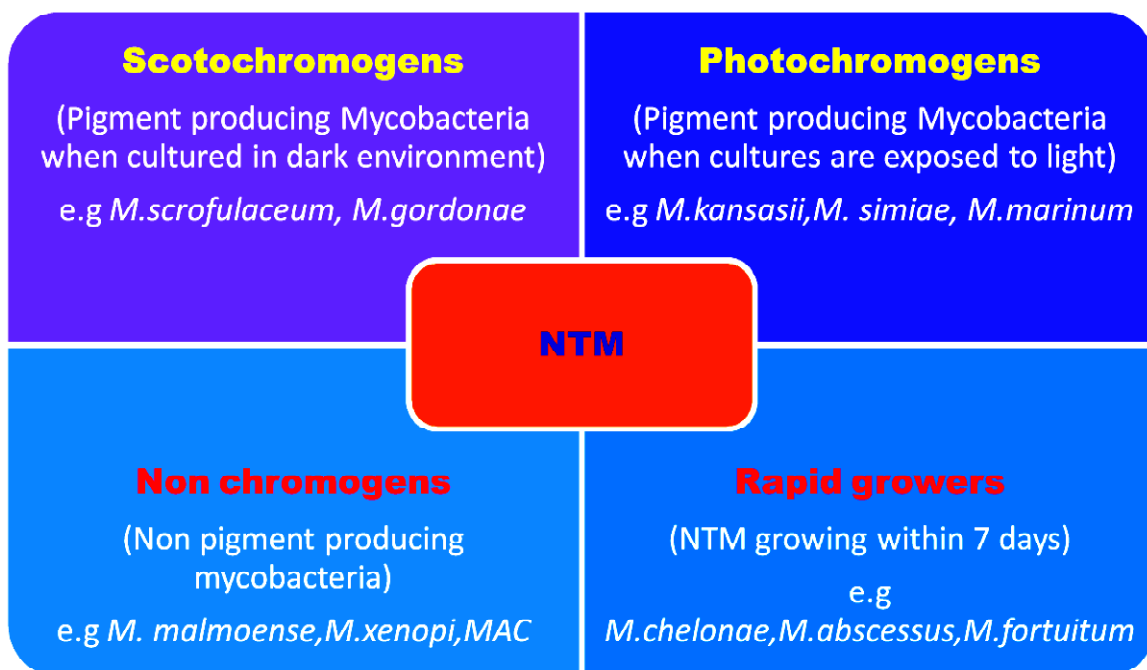 Scotochromogens
(Pigment producing Mycobacteria
when cultured in dark environment)
e.g M.scrofulaceum, M.gordonae
Photochromogens
(Pigment producing Mycobacteria
when cultures are exposed to light)
e.g M.kansasii,M. simiae, M.marinum
NTM
Non chromogens
(Non pigment producing
mycobacteria)
e.g M. malmoense,M.xenopi,MAC
Rapid growers
(NTM growing within 7 days)
e.g
M.chelonae,M.abscessus,M.fortuitum